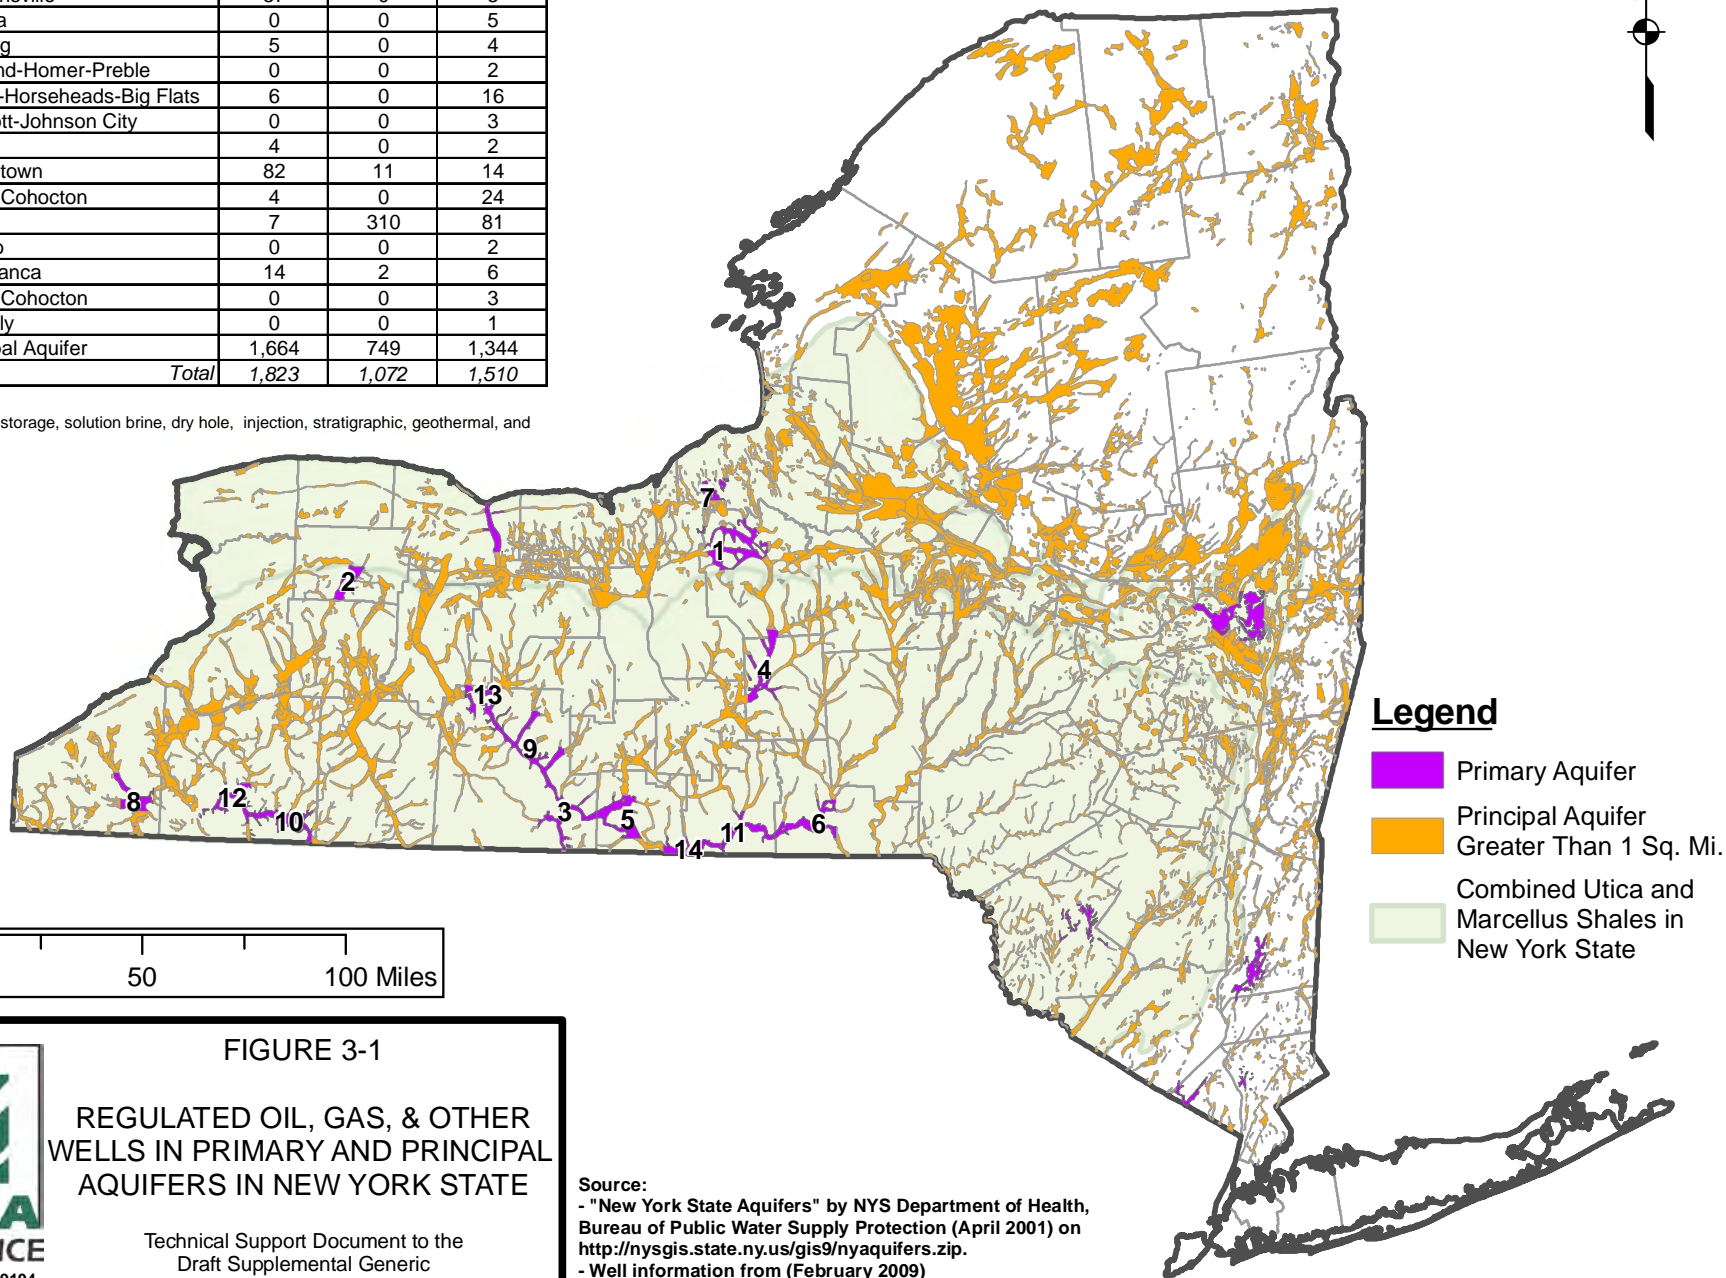 a 0 0 5
g 5 0 4
nd-Homer-Preble 0 0 2
-Horseheads-Big Flats 6 0 16
ott-Johnson City 0 0 3
4 0 2
town 82 11 14
Cohocton 4 0 24
7 310 81
o 0 0 2
anca 14 2 6
Cohocton 0 0 3
ly 0 0 1
pal Aquifer 1,664 749 1,344
Total 1,823 1,072 1,510
storage, solution brine, dry hole, injection, stratigraphic, geothermal, and
7
1
2
4
13
9
8
12
10
3
5
14
11
6
Legend
Primary Aquifer
Principal Aquifer
Greater Than 1 Sq. Mi.
Combined Utica and
Marcellus Shales in
New York State
50 100 Miles
FIGURE 3-1
REGULATED OIL, GAS, & OTHER
WELLS IN PRIMARY AND PRINCIPAL
AQUIFERS IN NEW YORK STATE
Technical Support Document to the
Draft Supplemental Generic
A
NCE
Source:
- "New York State Aquifers" by NYS Department of Health,
Bureau of Public Water Supply Protection (April 2001) on
http://nysgis.state.ny.us/gis9/nyaquifers.zip.
- Well information from (February 2009)